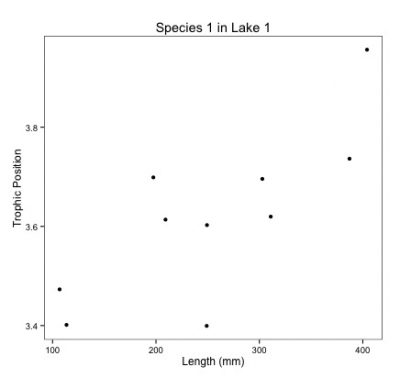 Species 1 in Lake 1
Trophic Position
3.8
3.6
3.4
100 200 300 400
Length (mm)